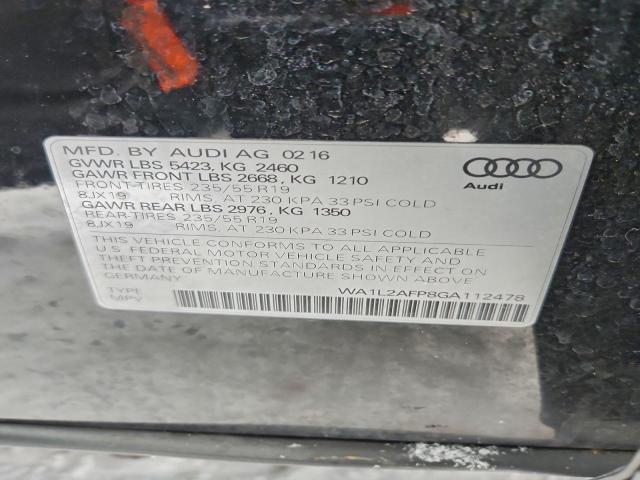 MFD. BY AUDI AG 02 16
GVWR LBS 5423, KG 2460
GAWR FRONT LBS 2668, KG 1210
FRONT-TIRES 235/55 R19
8JX19 RIMS, AT 230 KPA 33 PSI COLD
GAWR REAR LBS 2976, KG 1350
REAR-TIRES 235/55 R19
8JX19 RIMS, AT 230 KPA 33 PSI COLD
THIS VEHICLE CONFORMS TO ALL APPLICABLE
U.S. FEDERAL MOTOR VEHICLE SAFETY AND
THEFT PREVENTION STANDARDS IN EFFECT ON
THE DATE OF MANUFACTURE SHOWN ABOVE
GERMANY
TYPE WA1L2AFP8GA112478
MPV
Audi